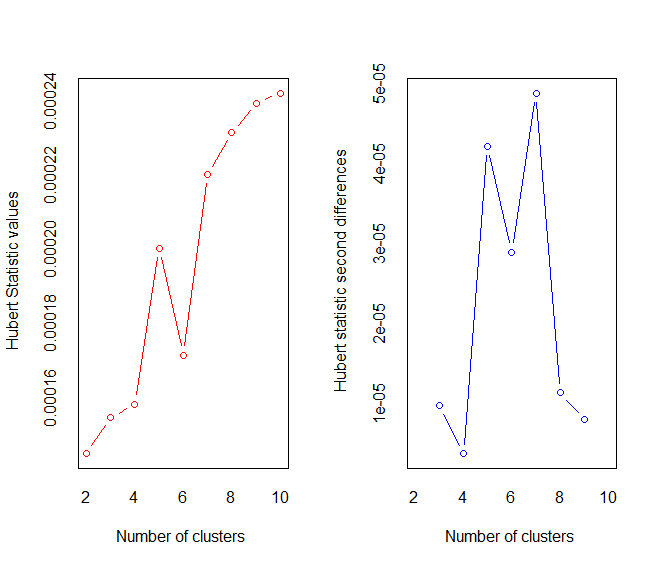 Hubert Statistic values
0.00016 0.00018 0.00020 0.00022 0.00024
2 4 6 8 10
Number of clusters
Hubert statistic second differences
1e-05 2e-05 3e-05 4e-05 5e-05
2 4 6 8 10
Number of clusters